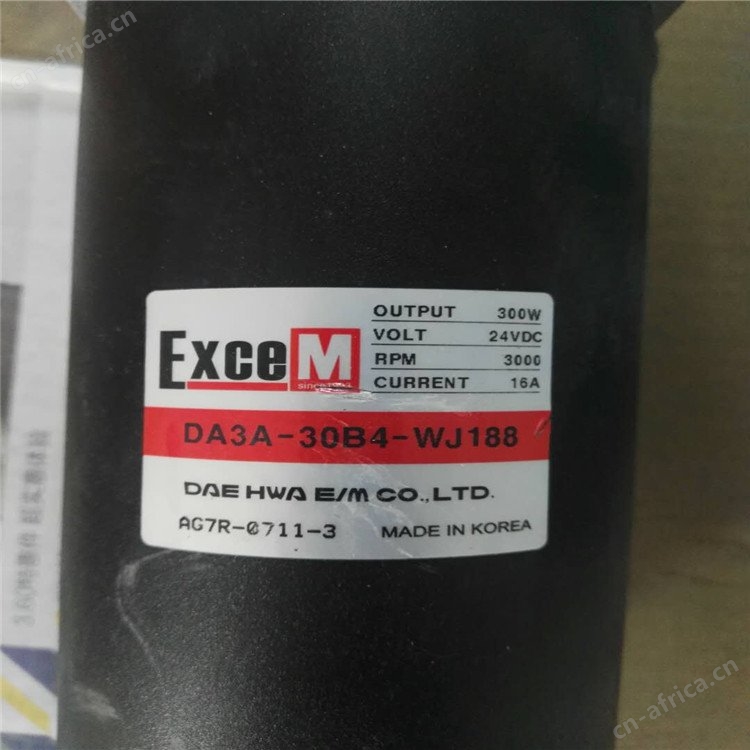 cn-africa.cn
OUTPUT 300W
VOLT 24VDC
RPM 3000
CURRENT 16A
ExceM
since
DA3A-30B4-WJ188
DAE HWA E/M CO.,LTD.
AG7R-0711-3 MADE IN KOREA
cn-africa.cn